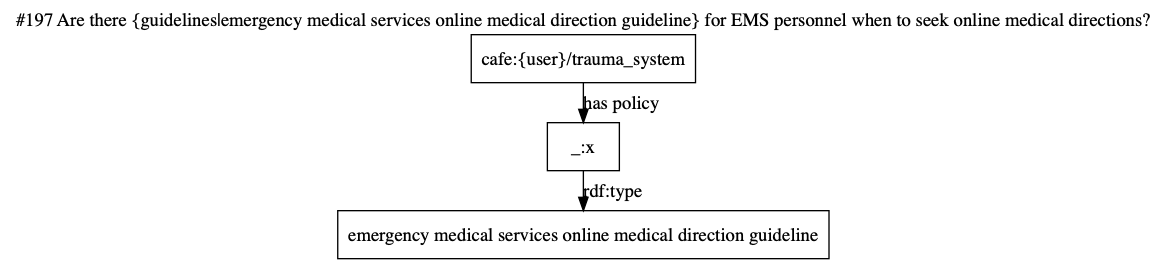 #197 Are there {guidelines|emergency medical services online medical direction guideline} for EMS personnel when to seek online medical directions?
cafe:{user}/trauma_system
has policy
_:x
rdf:type
emergency medical services online medical direction guideline